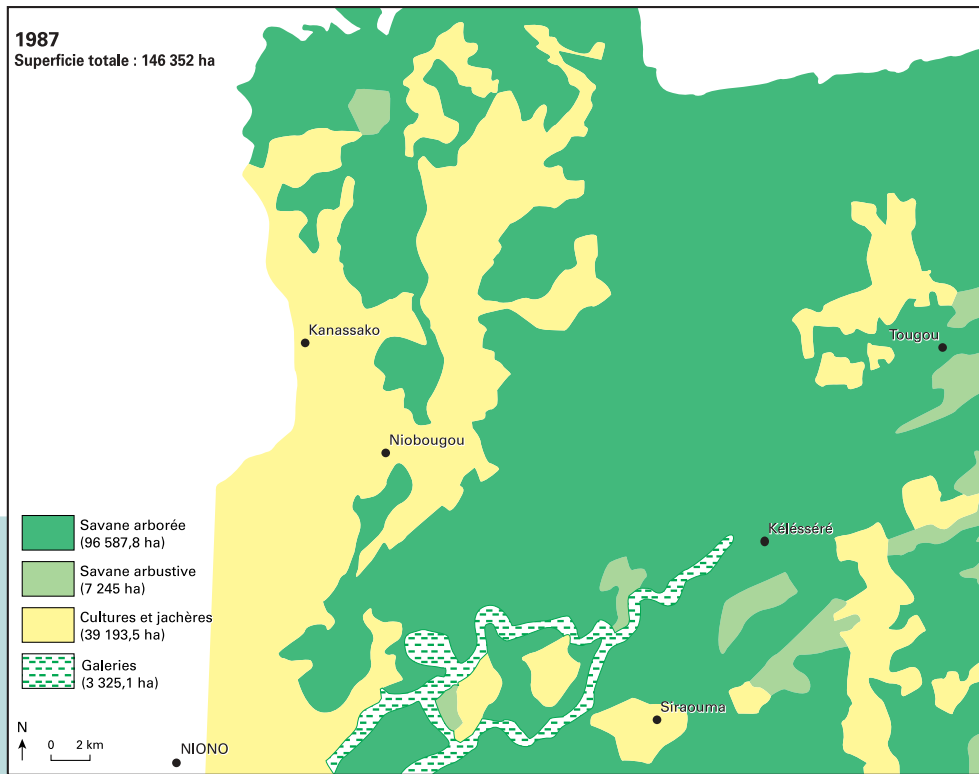 1987
Superficie totale : 146 352 ha
Kanassako
Tougou
Niobougou
Savane arborée
(96 587,8 ha)
Kéléssére
Savane arbustive
(7 245 ha)
Cultures et jachères
(39 193,5 ha)
Galeries
(3 325,1 ha)
Siraouma
N
0 2 km
NIONO